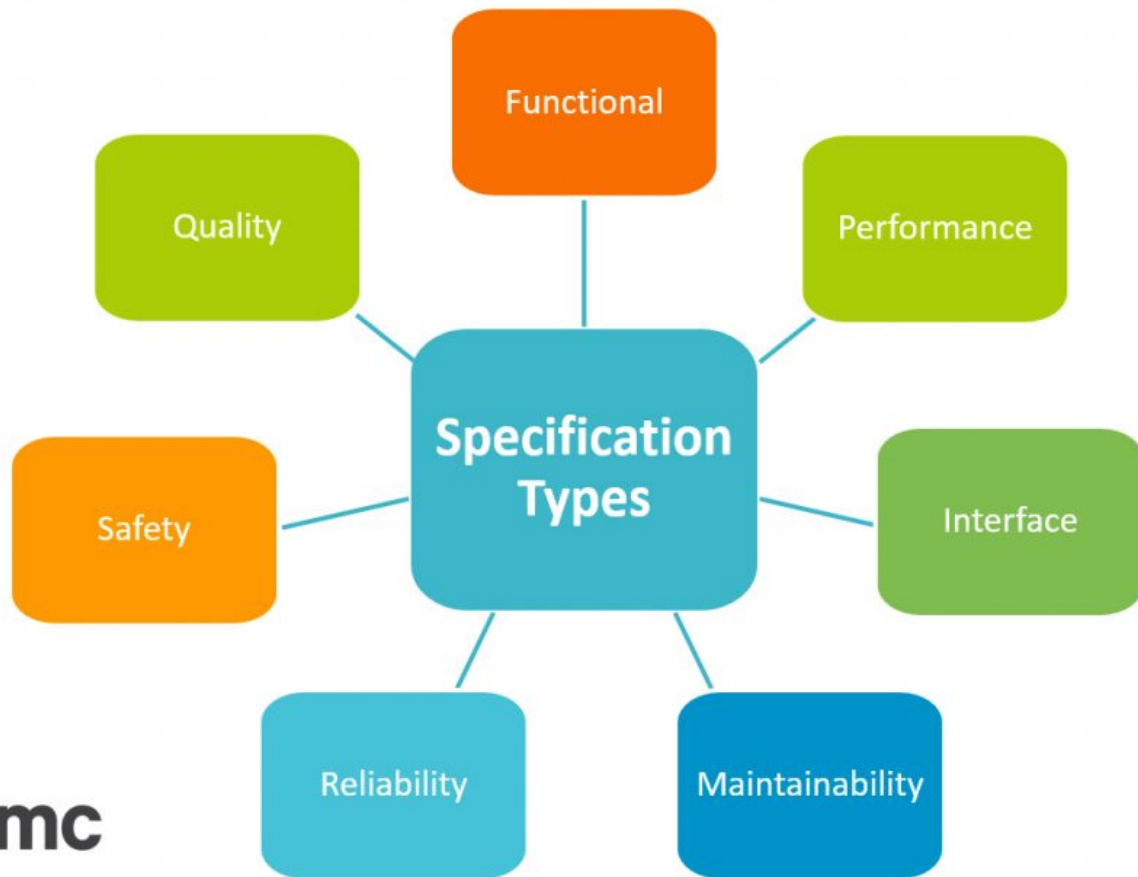 Functional
Quality
Performance
Specification
Types
Safety
Interface
Reliability
Maintainability
mc